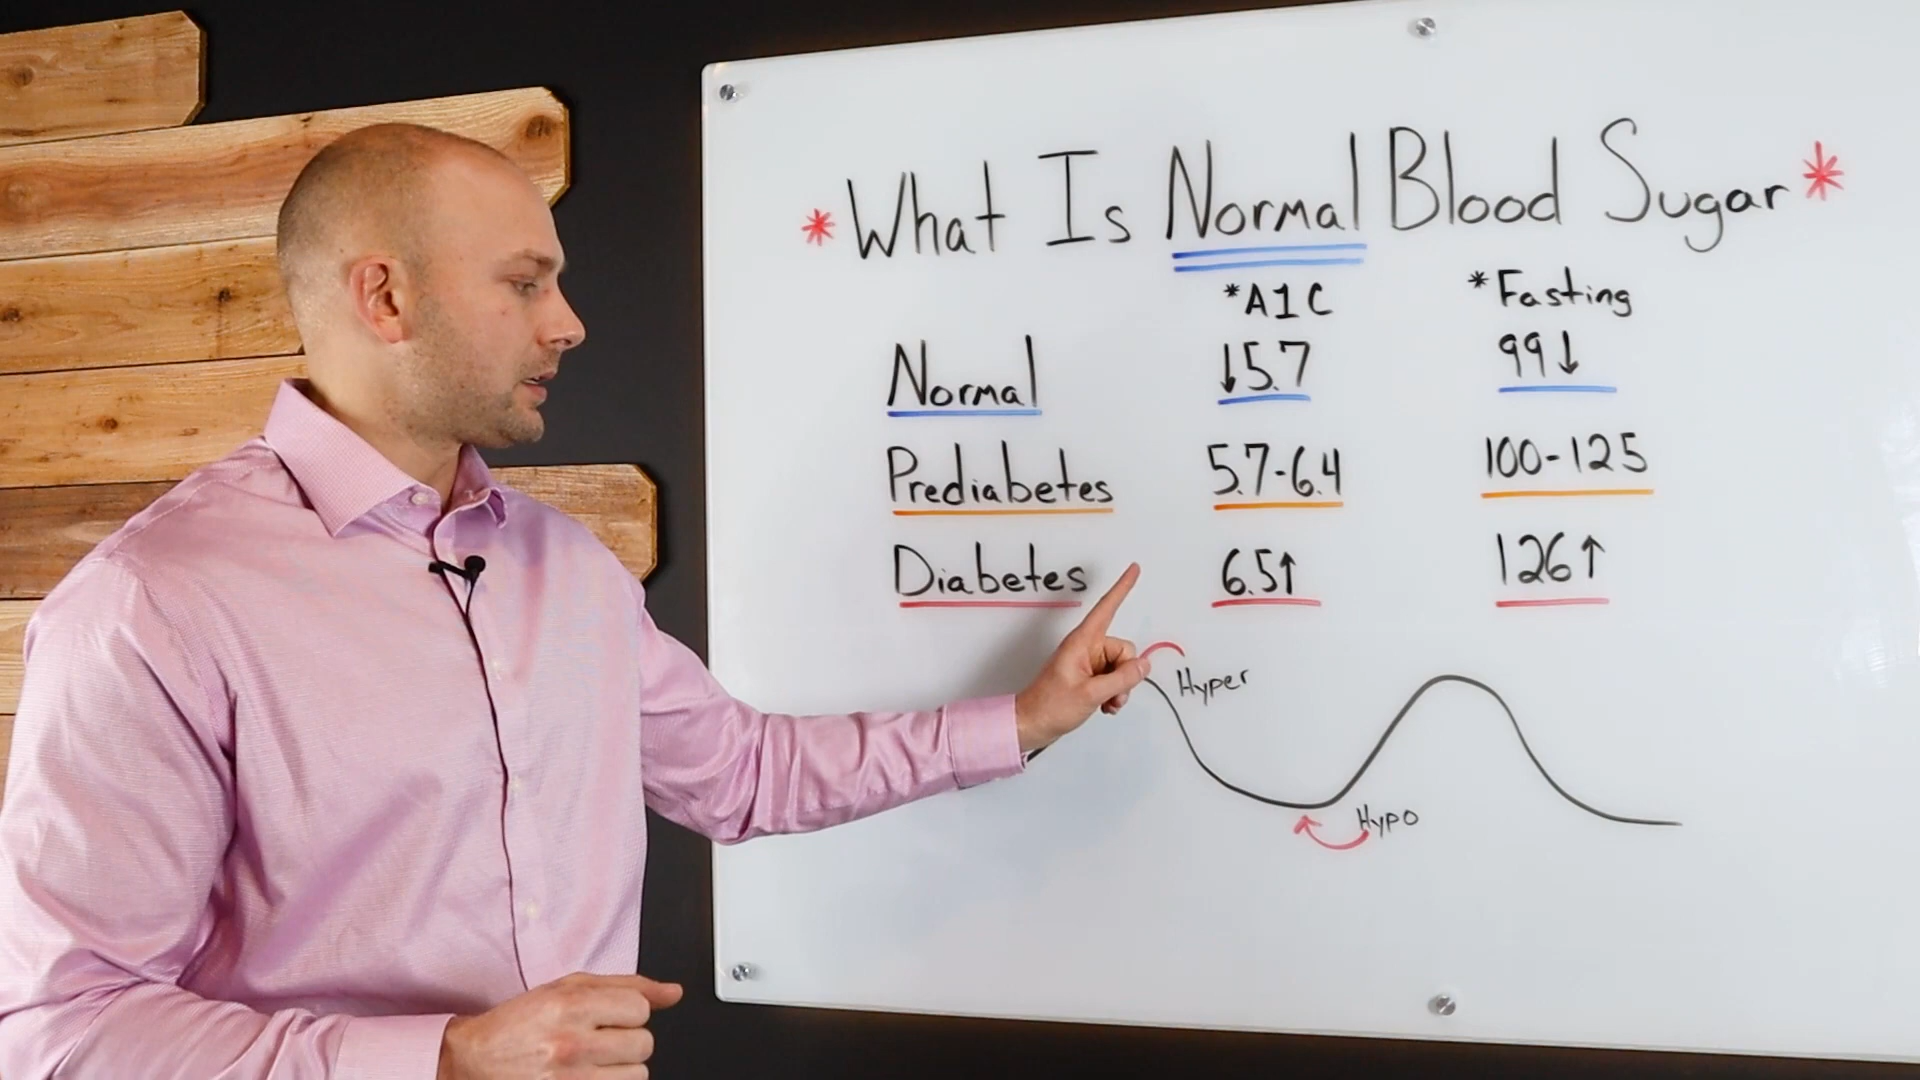 *What Is Normal Blood Sugar*
*A1C *Fasting
Normal ↓5.7 99↓
Prediabetes 5.7-6.4 100-125
Diabetes 6.5↑ 126↑
Hyper
Hypo